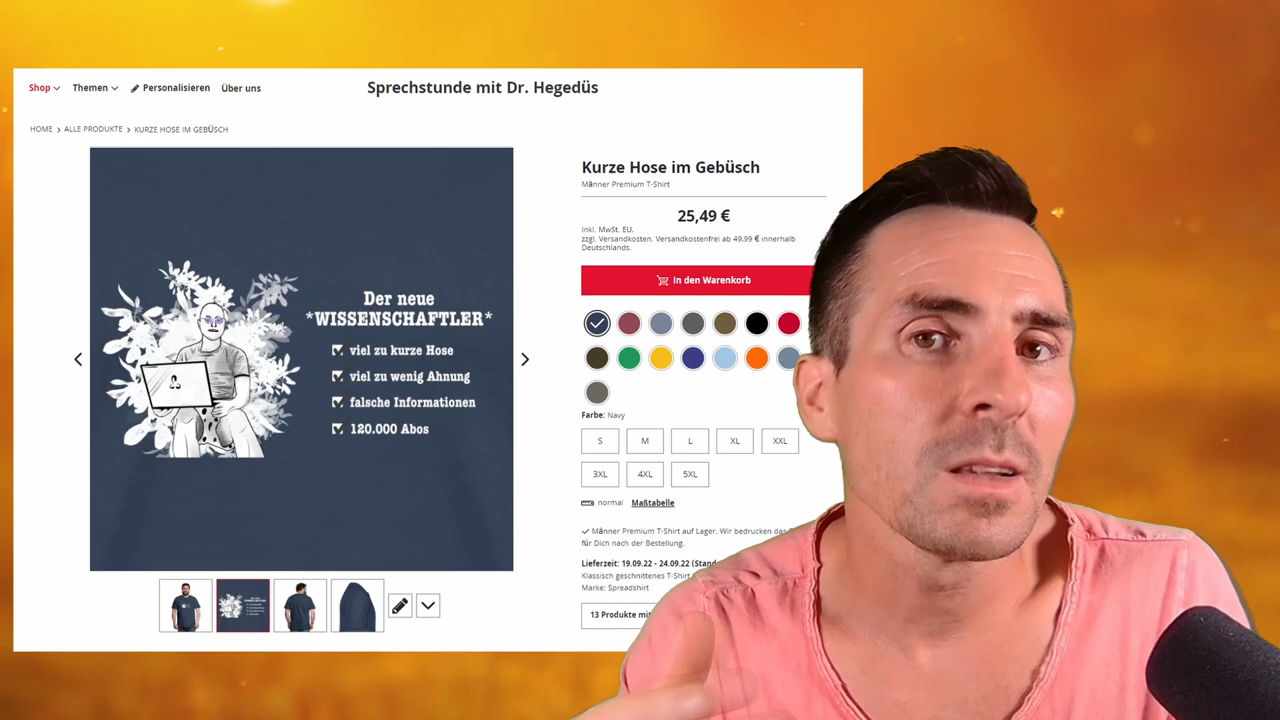 Shop
Themen
Personalisieren
Über uns
Sprechstunde mit Dr. Hegedüs
HOME > ALLE PRODUKTE > KURZE HOSE IM GEBÜSCH
Der neue
*WISSENSCHAFTLER*
viel zu kurze Hose
viel zu wenig Ahnung
falsche Informationen
120.000 Abos
Kurze Hose im Gebüsch
Männer Premium T-Shirt
25,49 €
Inkl. MwSt. EU.
zzgl. Versandkosten. Versandkostenfrei ab 49,99 € innerhalb
Deutschlands.
In den Warenkorb
Farbe: Navy
S M L XL XXL
3XL 4XL 5XL
normal Maßtabelle
Männer Premium T-Shirt auf Lager. Wir bedrucken das
für Dich nach der Bestellung.
Lieferzeit: 19.09.22 - 24.09.22
Klassisch geschnittenes T-Shirt
Marke: Spreadshirt
13 Produkte mit